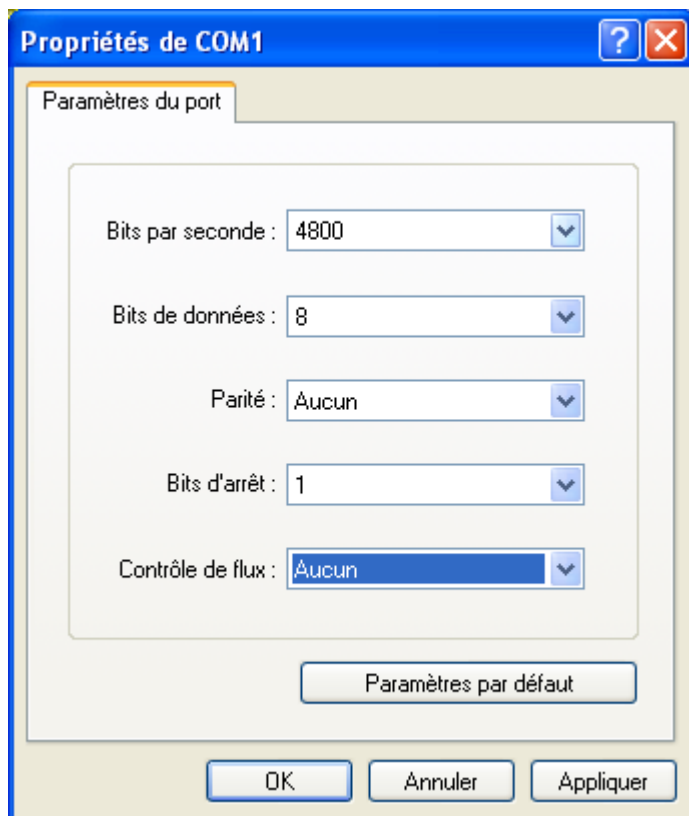 Propriétés de COM1
Paramètres du port
Bits par seconde : 4800
Bits de données : 8
Parité : Aucun
Bits d'arrêt : 1
Contrôle de flux : Aucun
Paramètres par défaut
OK Annuler Appliquer